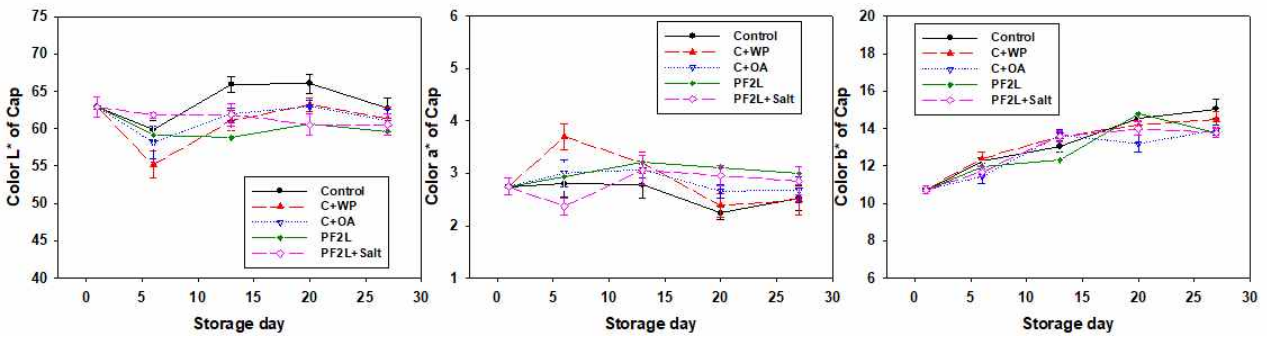 Color L* of Cap
75
70
65
60
55
50
45
40
0
5
10
15
20
25
30
Storage day
Control
C+WP
C+OA
PF2L
PF2L+Salt
Color a* of Cap
6
5
4
3
2
1
0
5
10
15
20
25
30
Storage day
Control
C+WP
C+OA
PF2L
PF2L+Salt
Color b* of Cap
20
18
16
14
12
10
8
6
0
5
10
15
20
25
30
Storage day
Control
C+WP
C+OA
PF2L
PF2L+Salt